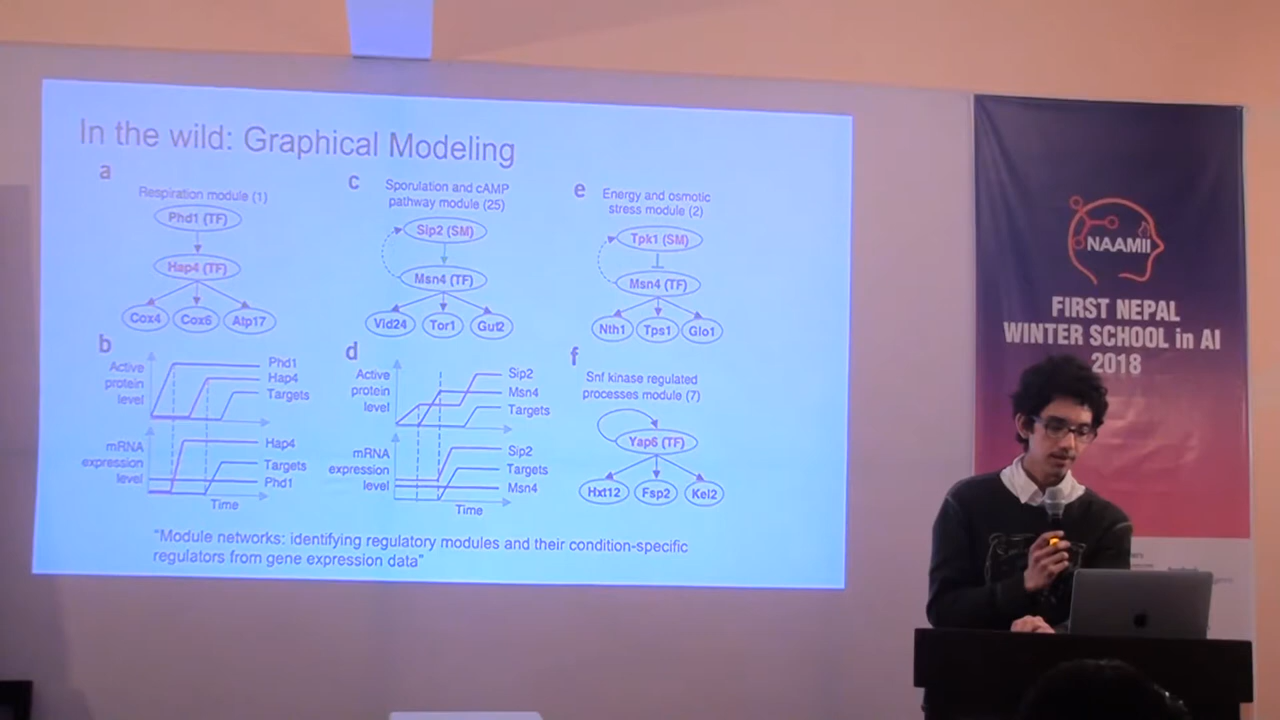 In the wild: Graphical Modeling
a
Respiration module (1)
Phd1 (TF)
Hap4 (TF)
Cox4
Cox6
Atp17
b
Active
protein
level
Phd1
Hap4
Targets
mRNA
expression
level
Hap4
Targets
Phd1
Time
c
Sporulation and cAMP
pathway module (25)
Sip2 (SM)
Msn4 (TF)
Vid24
Tor1
Gut2
d
Active
protein
level
Sip2
Msn4
Targets
mRNA
expression
level
Sip2
Targets
Msn4
Time
e
Energy and osmotic
stress module (2)
Tpk1 (SM)
Msn4 (TF)
Nth1
Tps1
Glo1
f
Snf kinase regulated
processes module (7)
Yap6 (TF)
Hxt12
Fsp2
Kel2
"Module networks: identifying regulatory modules and their condition-specific
regulators from gene expression data"
NAAMII
FIRST NEPAL
WINTER SCHOOL in AI
2018